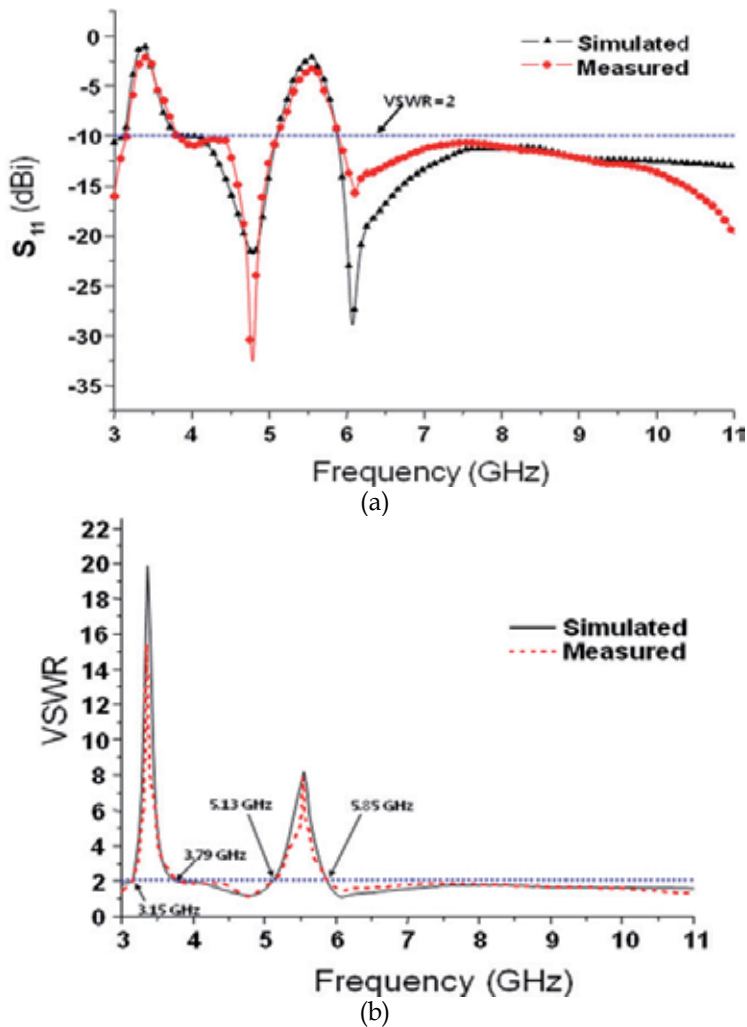 0
-5
-10
-15
-20
-25
-30
-35
S11 (dBi)
Simulated
Measured
VSWR=2
3 4 5 6 7 8 9 10 11
Frequency (GHz)
(a)
22
20
18
16
14
12
10
8
6
4
2
0
VSWR
Simulated
Measured
5.13 GHz
5.85 GHz
3.79 GHz
3.15 GHz
3 4 5 6 7 8 9 10 11
Frequency (GHz)
(b)